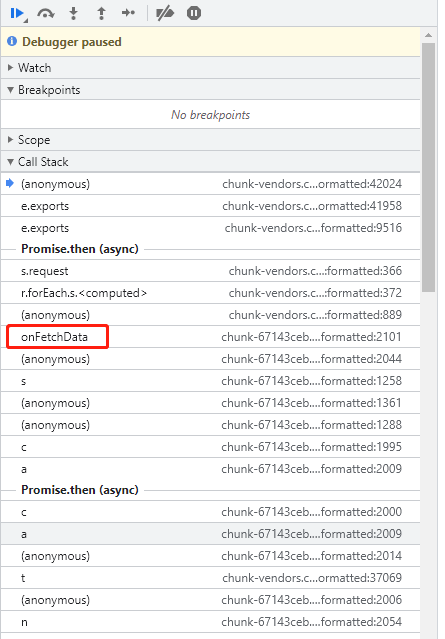 Debugger paused
Watch
Breakpoints
No breakpoints
Scope
Call Stack
(anonymous) chunk-vendors.c...ormatted:42024
e.exports chunk-vendors.c...ormatted:41958
e.exports chunk-vendors.c...formatted:9516
Promise.then (async)
s.request chunk-vendors.c...:formatted:366
r.forEach.s.<computed> chunk-vendors.c...:formatted:372
(anonymous) chunk-vendors.c...:formatted:889
onFetchData chunk-67143ceb....formatted:2101
(anonymous) chunk-67143ceb....formatted:2044
s chunk-67143ceb....formatted:1258
(anonymous) chunk-67143ceb....formatted:1361
(anonymous) chunk-67143ceb....formatted:1288
c chunk-67143ceb....formatted:1995
a chunk-67143ceb....formatted:2009
Promise.then (async)
c chunk-67143ceb....formatted:2000
a chunk-67143ceb....formatted:2009
(anonymous) chunk-67143ceb....formatted:2014
t chunk-vendors.c...ormatted:37069
(anonymous) chunk-67143ceb....formatted:2006
n chunk-67143ceb....formatted:2054